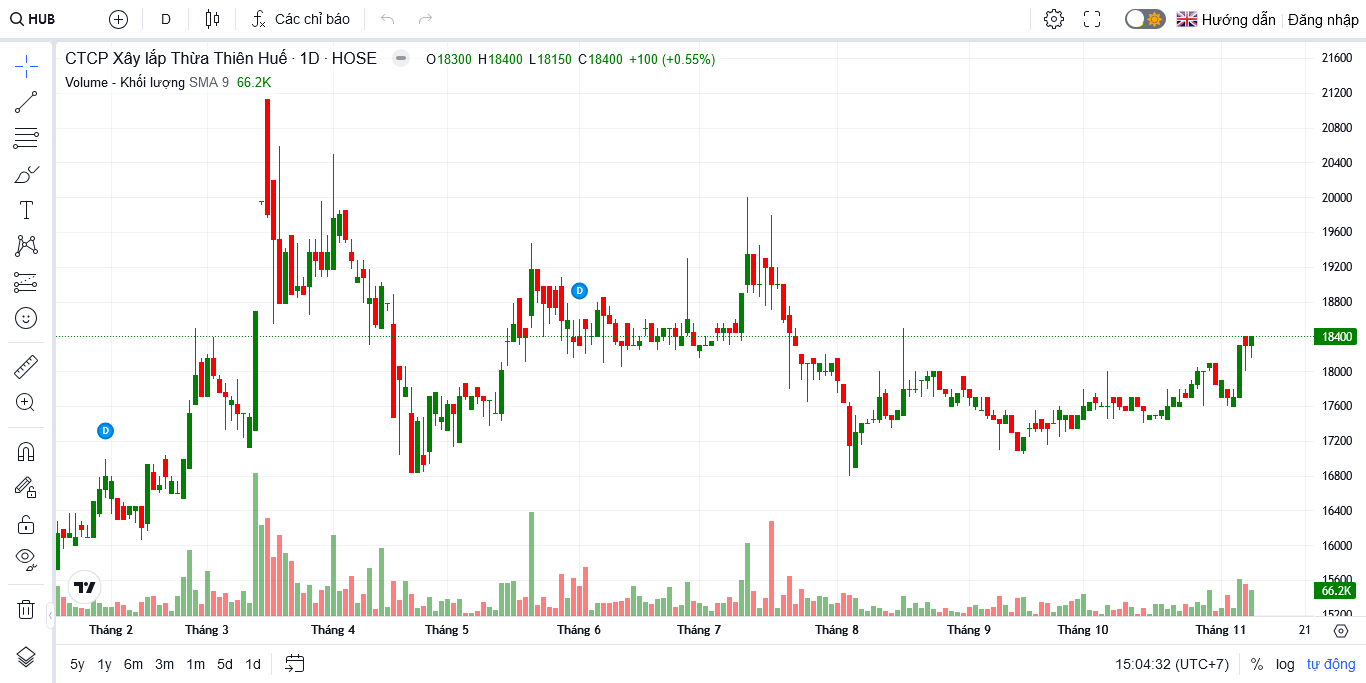 HUB D Các chỉ báo Hướng dẫn Đăng nhập
CTCP Xây lắp Thừa Thiên Huế · 1D · HOSE O18300 H18400 L18150 C18400 +100 (+0.55%)
Volume - Khối lượng SMA 9 66.2K
21600
21200
20800
20400
20000
19600
19200
18800
18400
18000
17600
17200
16800
16400
16000
15600
66.2K
15200
D
D
Tháng 2 Tháng 3 Tháng 4 Tháng 5 Tháng 6 Tháng 7 Tháng 8 Tháng 9 Tháng 10 Tháng 11 21
5y 1y 6m 3m 1m 5d 1d 15:04:32 (UTC+7) % log tự động